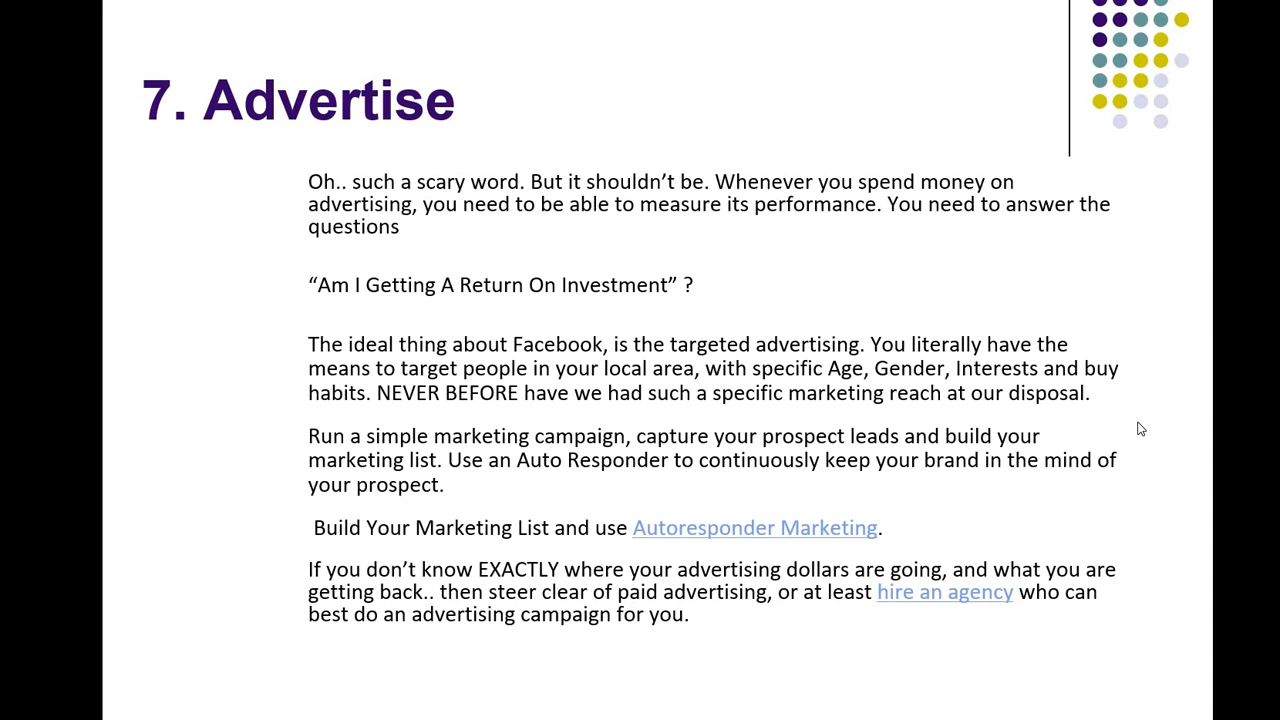 7. Advertise
Oh.. such a scary word. But it shouldn’t be. Whenever you spend money on
advertising, you need to be able to measure its performance. You need to answer the
questions
“Am I Getting A Return On Investment” ?
The ideal thing about Facebook, is the targeted advertising. You literally have the
means to target people in your local area, with specific Age, Gender, Interests and buy
habits. NEVER BEFORE have we had such a specific marketing reach at our disposal.
Run a simple marketing campaign, capture your prospect leads and build your
marketing list. Use an Auto Responder to continuously keep your brand in the mind of
your prospect.
Build Your Marketing List and use Autoresponder Marketing.
If you don’t know EXACTLY where your advertising dollars are going, and what you are
getting back.. then steer clear of paid advertising, or at least hire an agency who can
best do an advertising campaign for you.